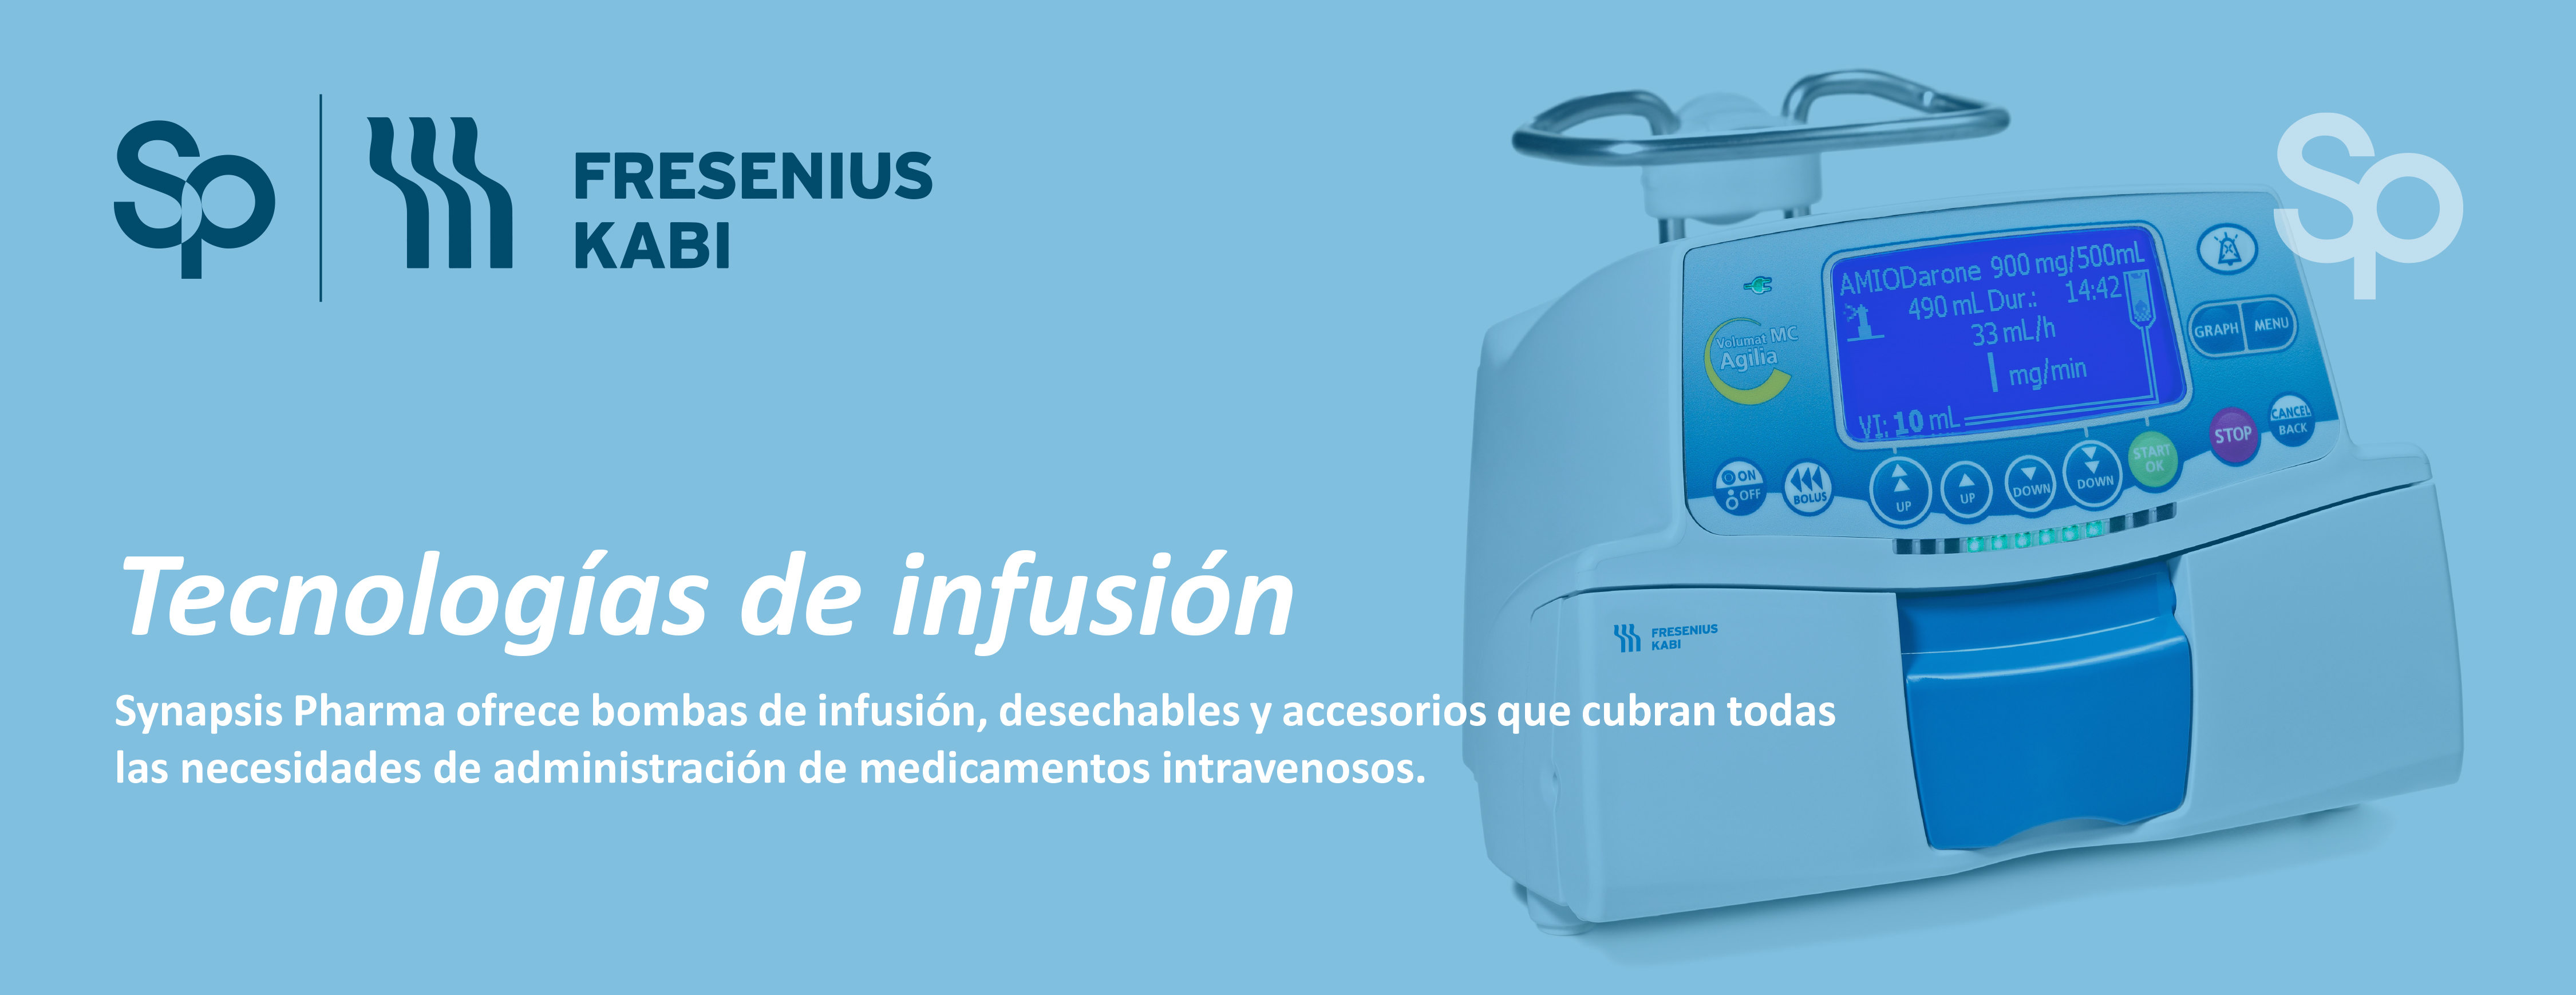 Sp
FRESENIUS
KABI
Tecnologías de infusión
Synapsis Pharma ofrece bombas de infusión, desechables y accesorios que cubran todas
las necesidades de administración de medicamentos intravenosos.
Sp
AMIODarone 900 mg/500mL
490 mL Dur.: 14:42
33 mL/h
1 mg/min
VI: 10 mL
Volumat MC
Agilia
GRAPH MENU
CANCEL
BACK
STOP
START
OK
ON
OFF
BOLUS
UP
UP
DOWN
DOWN
FRESENIUS
KABI